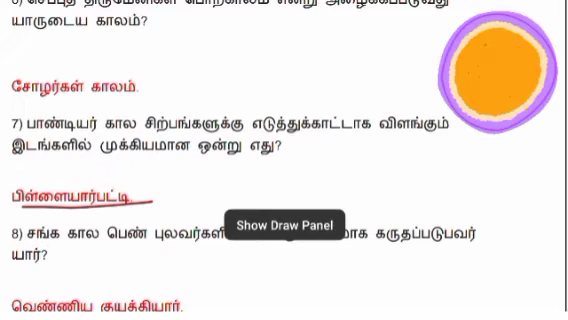 யாருடைய காலம்?
சோழர்கள் காலம்.
7) பாண்டியர் கால சிற்பங்களுக்கு எடுத்துக்காட்டாக விளங்கும்
இடங்களில் முக்கியமான ஒன்று எது?
பிள்ளையார்பட்டி.
8) சங்க கால பெண் புலவர்களி கருதப்படுபவர்
Show Draw Panel
யார்?
வெண்ணிய குயக்கியார்.